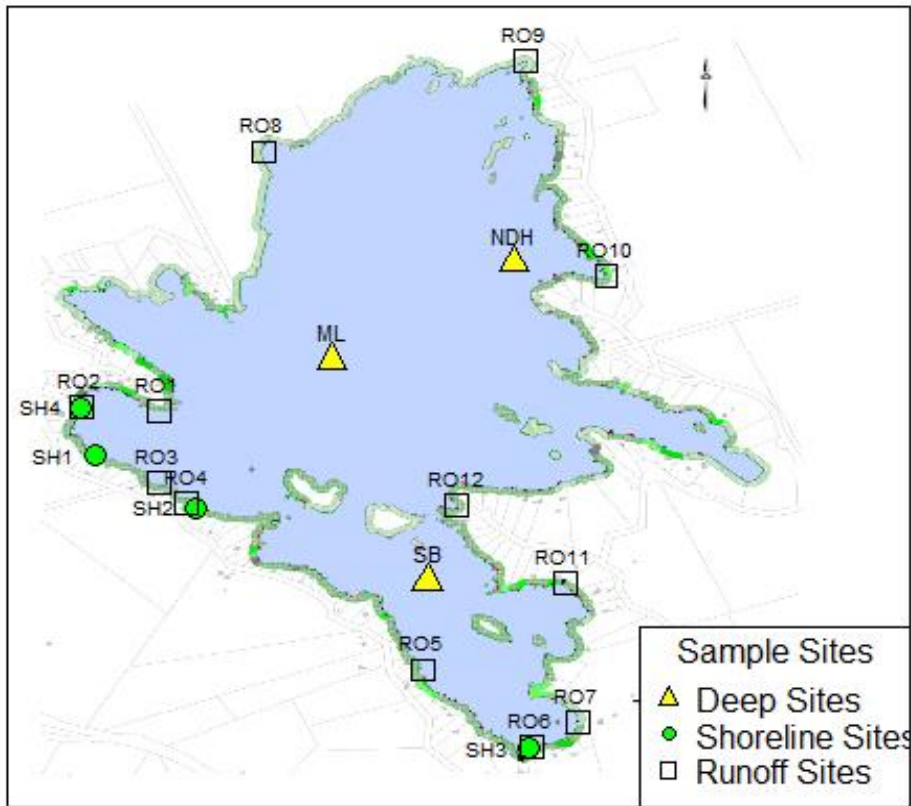 RO9
RO8
NDH
RO10
ML
RO2
RO1
SH4
SH1
RO3
RO4
SH2
RO12
SB
RO11
RO5
RO7
RO6
SH3
Sample Sites
Deep Sites
Shoreline Sites
Runoff Sites